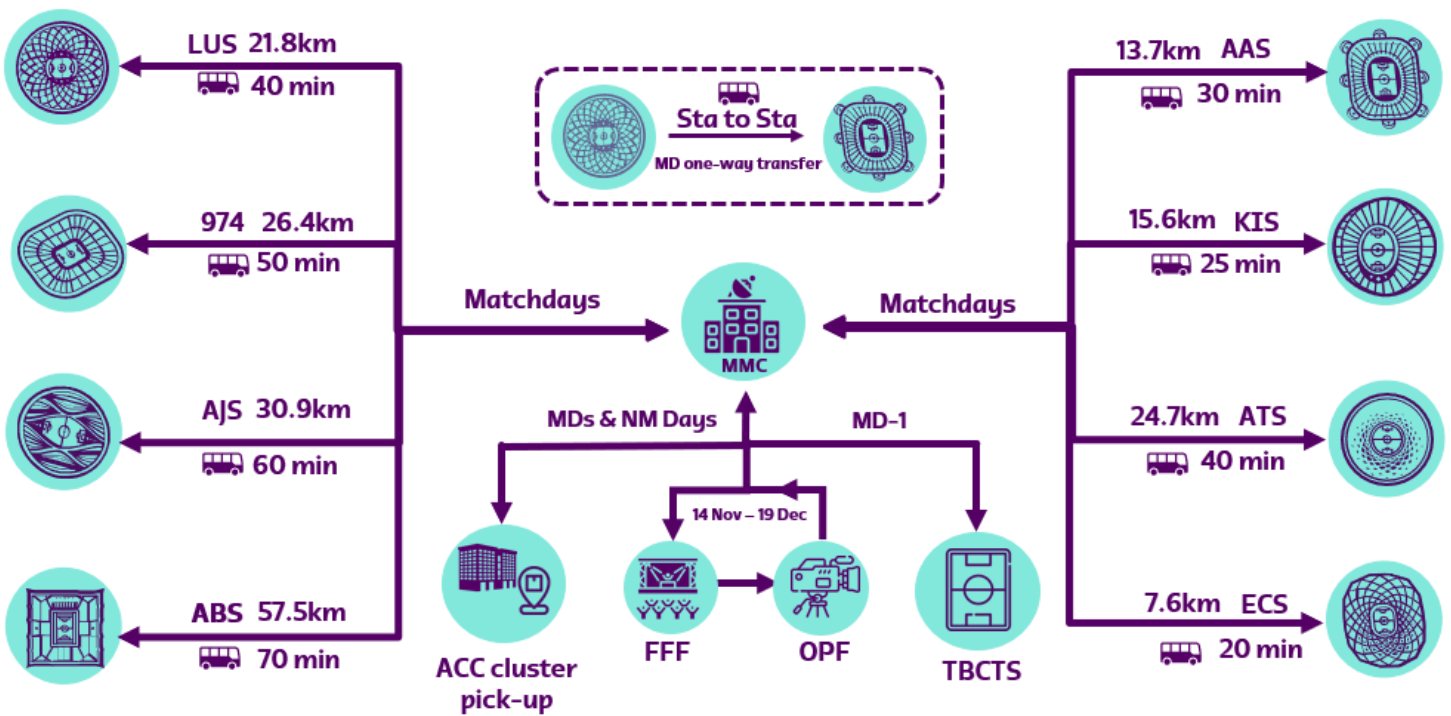 LUS 21.8km
40 min
974 26.4km
50 min
AJS 30.9km
60 min
ABS 57.5km
70 min
Matchdays
Sta to Sta
MD one-way transfer
MMC
Matchdays
MDs & NM Days
MD-1
14 Nov – 19 Dec
ACC cluster
pick-up
FFF
OPF
TBCTS
13.7km AAS
30 min
15.6km KIS
25 min
24.7km ATS
40 min
7.6km ECS
20 min